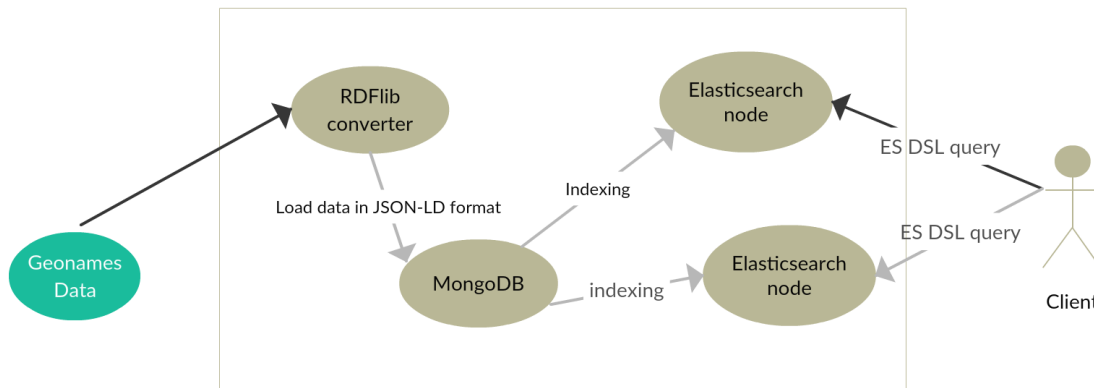 RDFlib
converter
Elasticsearch
node
ES DSL query
Indexing
Load data in JSON-LD format
ES DSL query
Geonames
Data
MongoDB
indexing
Elasticsearch
node
Client